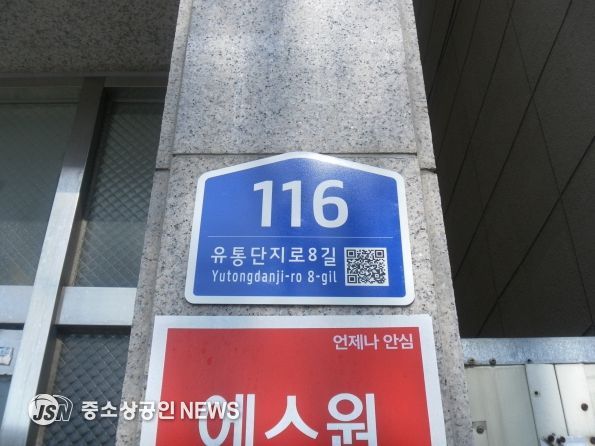 116
유통단지로8길
Yutongdanji-ro 8-gil
언제나 안심
에스원
JSN 중소상공인 NEWS